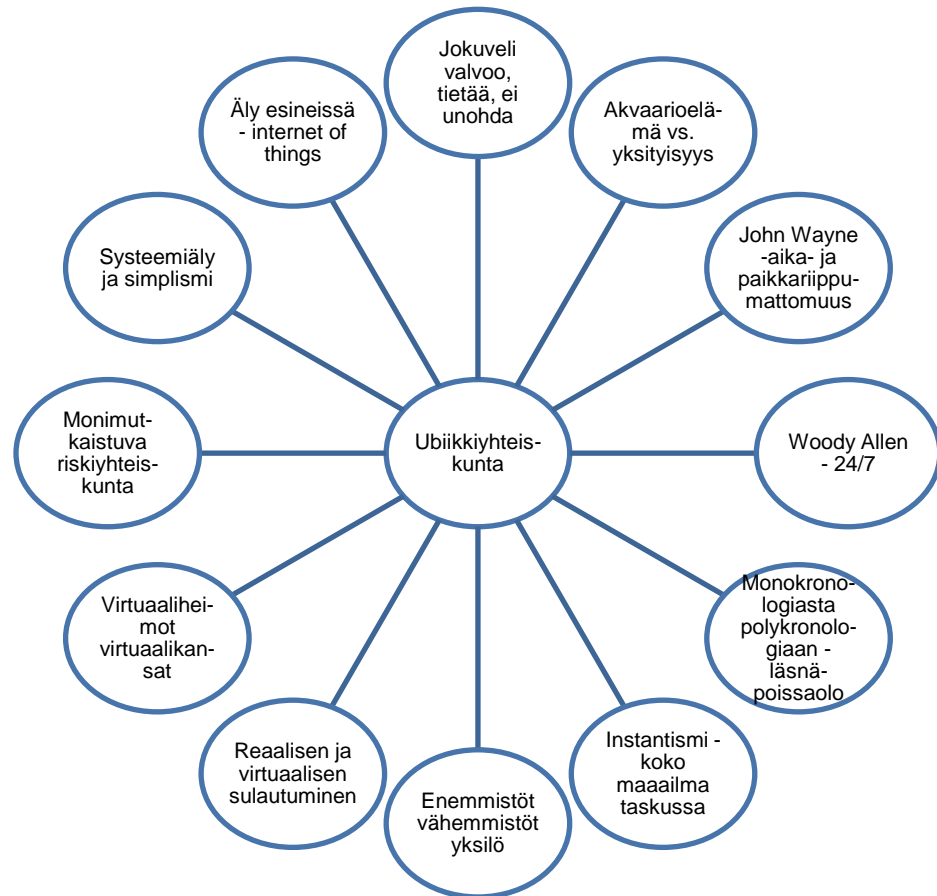 Jokuveli
valvoo,
tietää, ei
unohda
Akvaarioelä-
mä vs.
yksityisyys
John Wayne
-aika- ja
paikkariippu-
mattomuus
Woody Allen
- 24/7
Monokrono-
logiasta
polykronolo-
giaan -
läsnä-
poissaolo
Instantismi -
koko
maaailma
taskussa
Enemmistöt
vähemmistöt
yksilö
Reaalisen ja
virtuaalisen
sulautuminen
Virtuaalihei-
mot
virtuaalikan-
sat
Monimut-
kaistuva
riskiyhteis-
kunta
Systeemiäly
ja simplismi
Äly esineissä
- internet of
things
Ubiikkiyhteis-
kunta